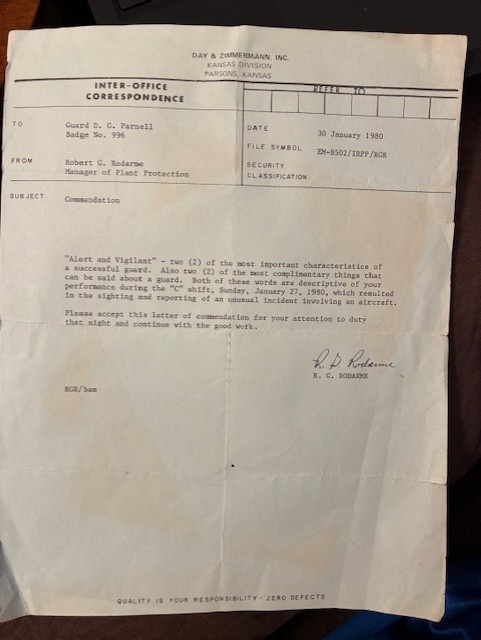 DAY & ZIMMERMANN, INC.
KANSAS DIVISION
PARSONS, KANSAS
INTER-OFFICE
CORRESPONDENCE
REFER TO
TO Guard D. G. Parnell
Badge No. 996
DATE 30 January 1980
FILE SYMBOL EM-8502/IRPP/RGR
FROM Robert G. Rodarme
Manager of Plant Protection
SECURITY
CLASSIFICATION
SUBJECT Commendation
"Alert and Vigilant" - two (2) of the most important characteristics of
a successful guard. Also two (2) of the most complimentary things that
can be said about a guard. Both of these words are descriptive of your
performance during the "C" shift, Sunday, January 27, 1980, which resulted
in the sighting and reporting of an unusual incident involving an aircraft.
Please accept this letter of commendation for your attention to duty
that night and continue with the good work.
R. G. Rodarme
R. G. RODARME
RGR/bam
QUALITY IS YOUR RESPONSIBILITY - ZERO DEFECTS